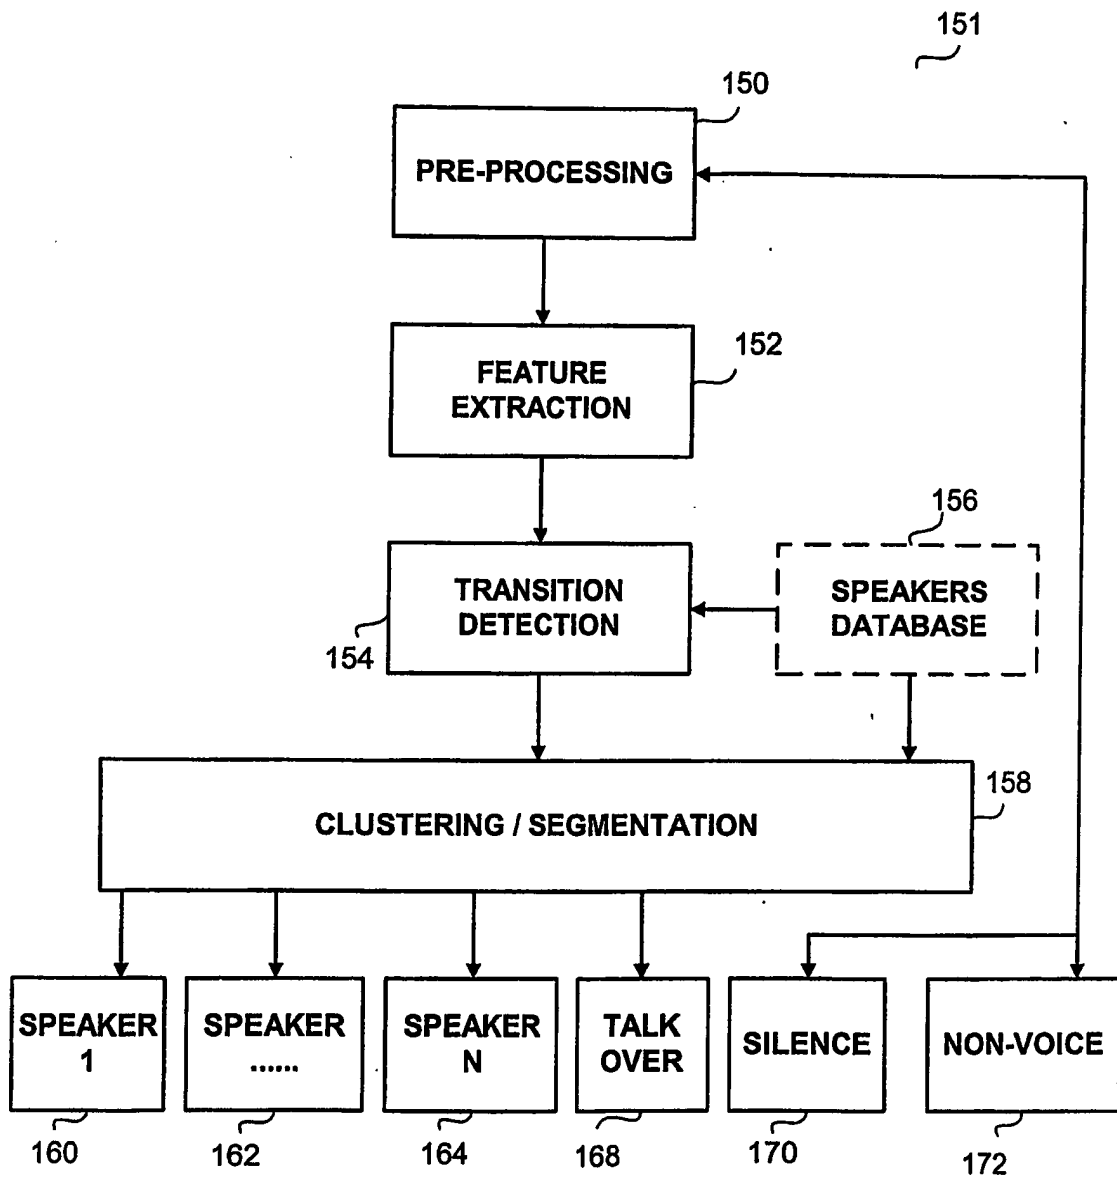 151
150
PRE-PROCESSING
FEATURE
EXTRACTION
152
156
TRANSITION
DETECTION
154
SPEAKERS
DATABASE
158
CLUSTERING / SEGMENTATION
SPEAKER
1
SPEAKER
......
SPEAKER
N
TALK
OVER
SILENCE
NON-VOICE
160
162
164
168
170
172